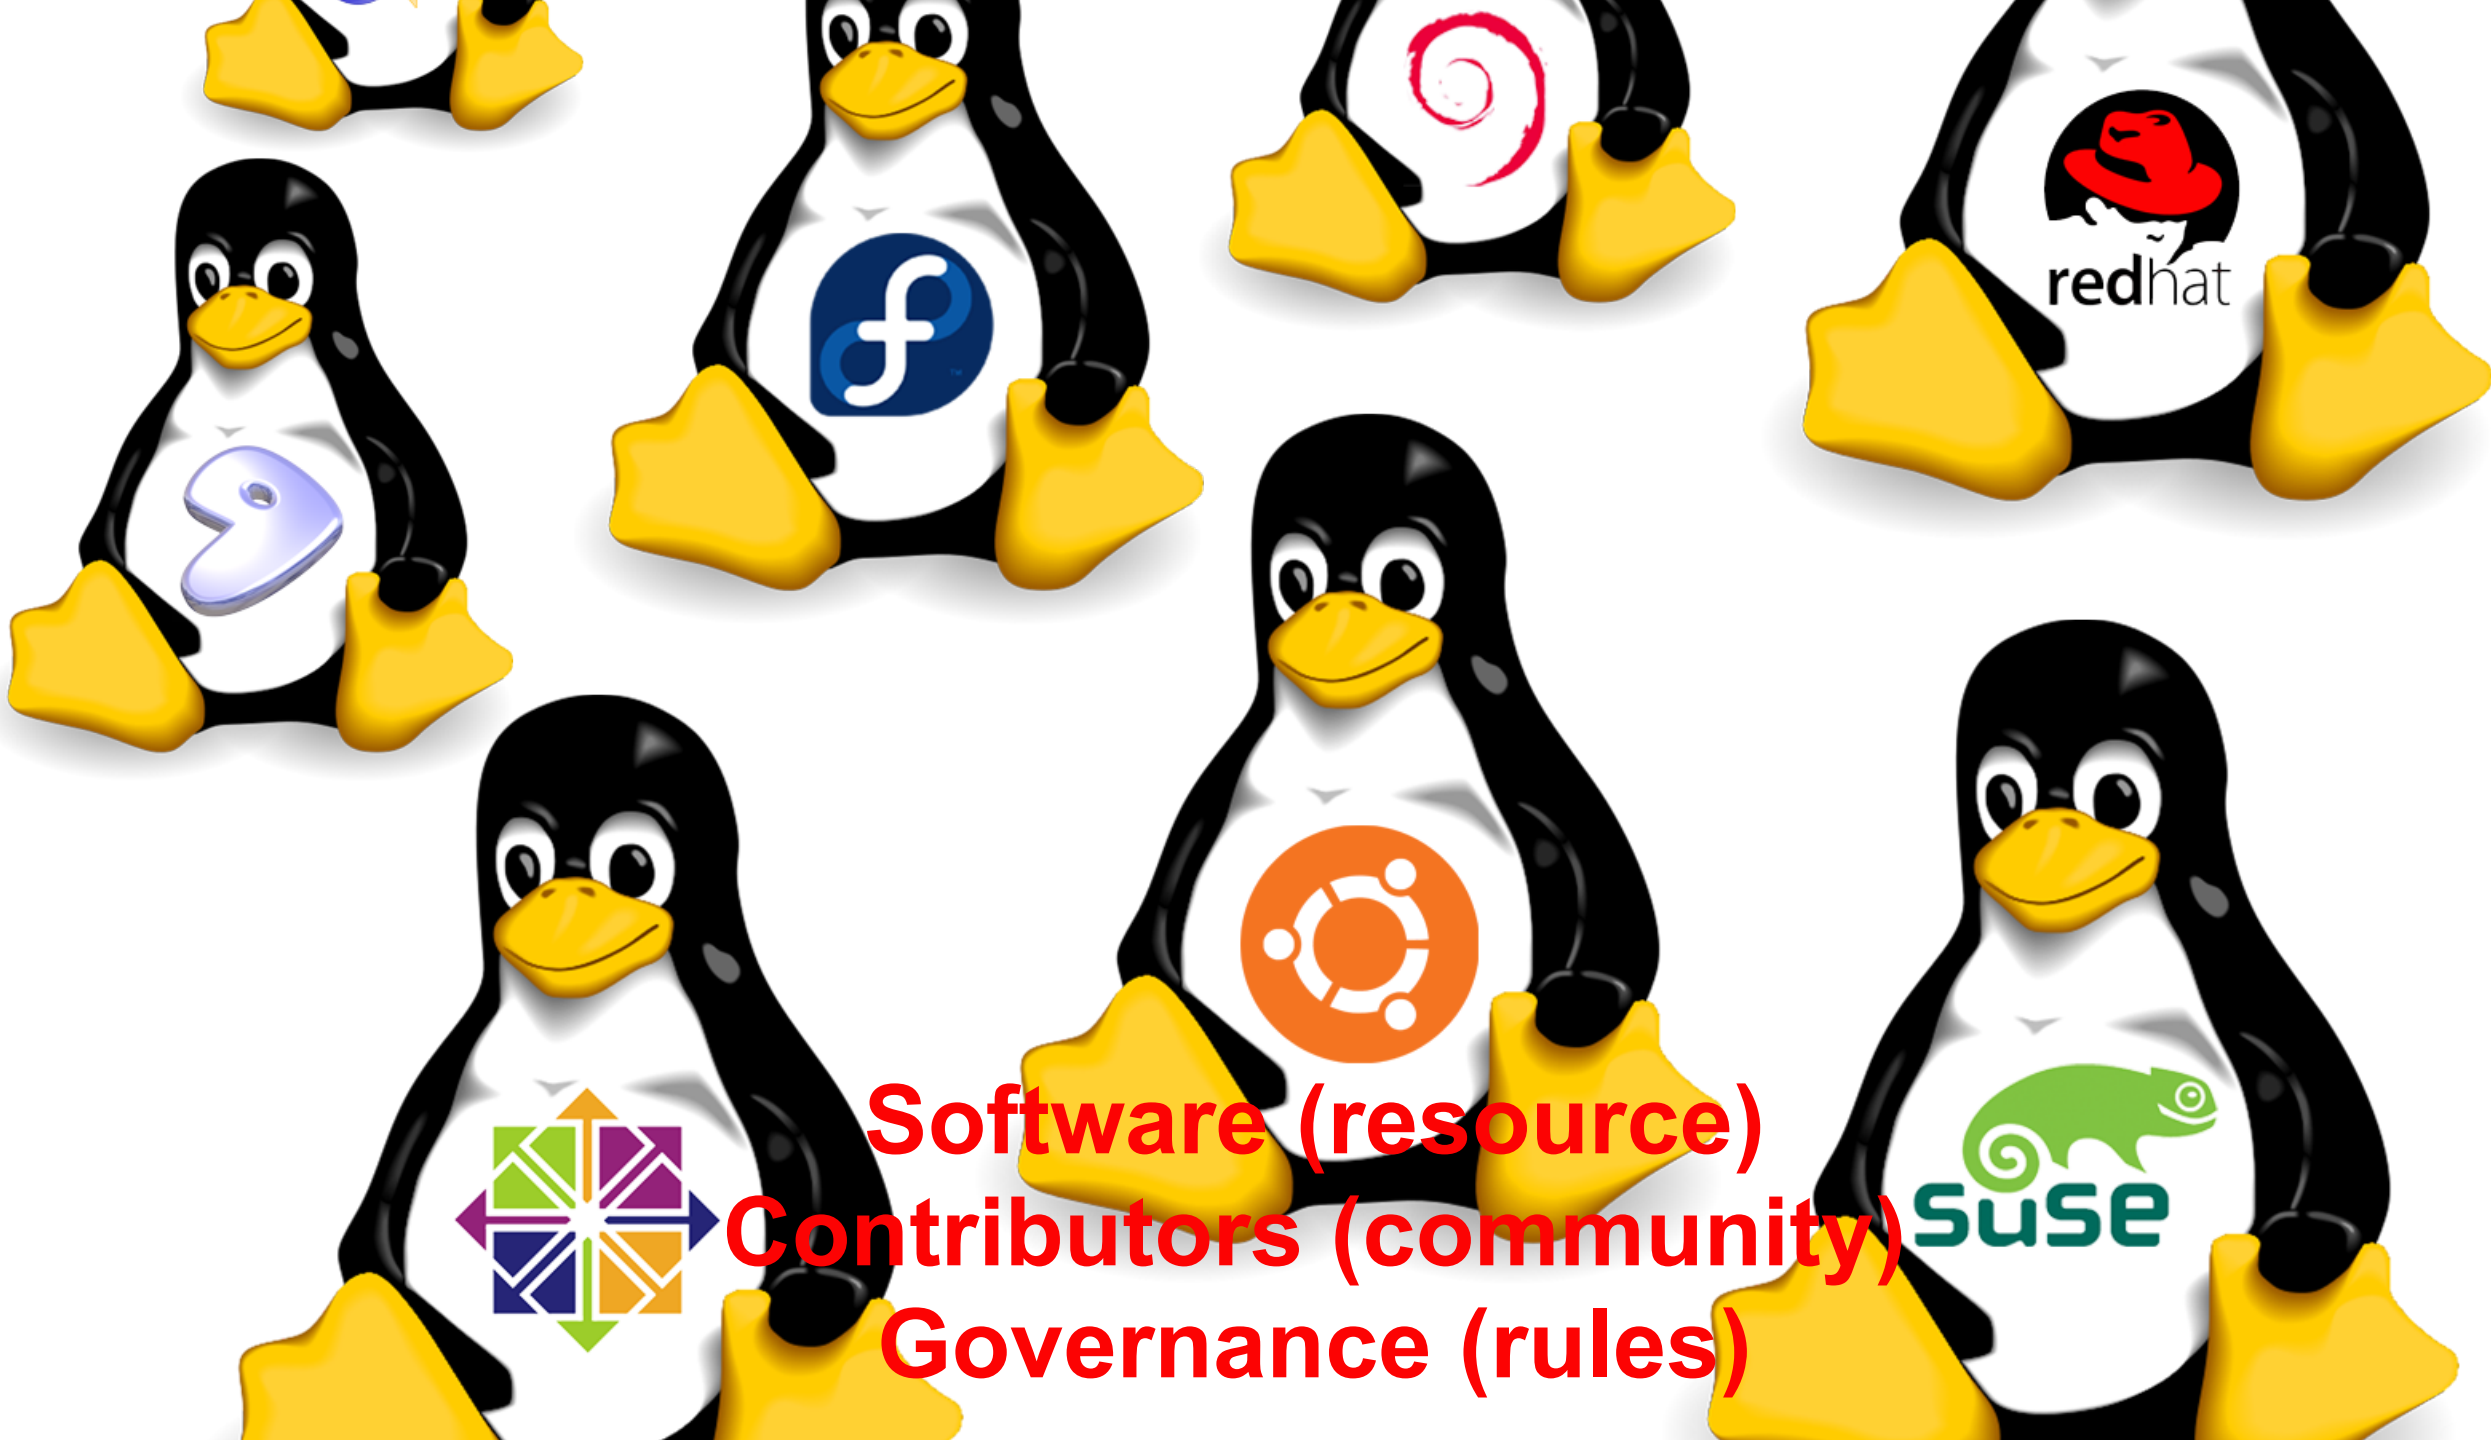 redhat
suse
Software (resource)
Contributors (community)
Governance (rules)